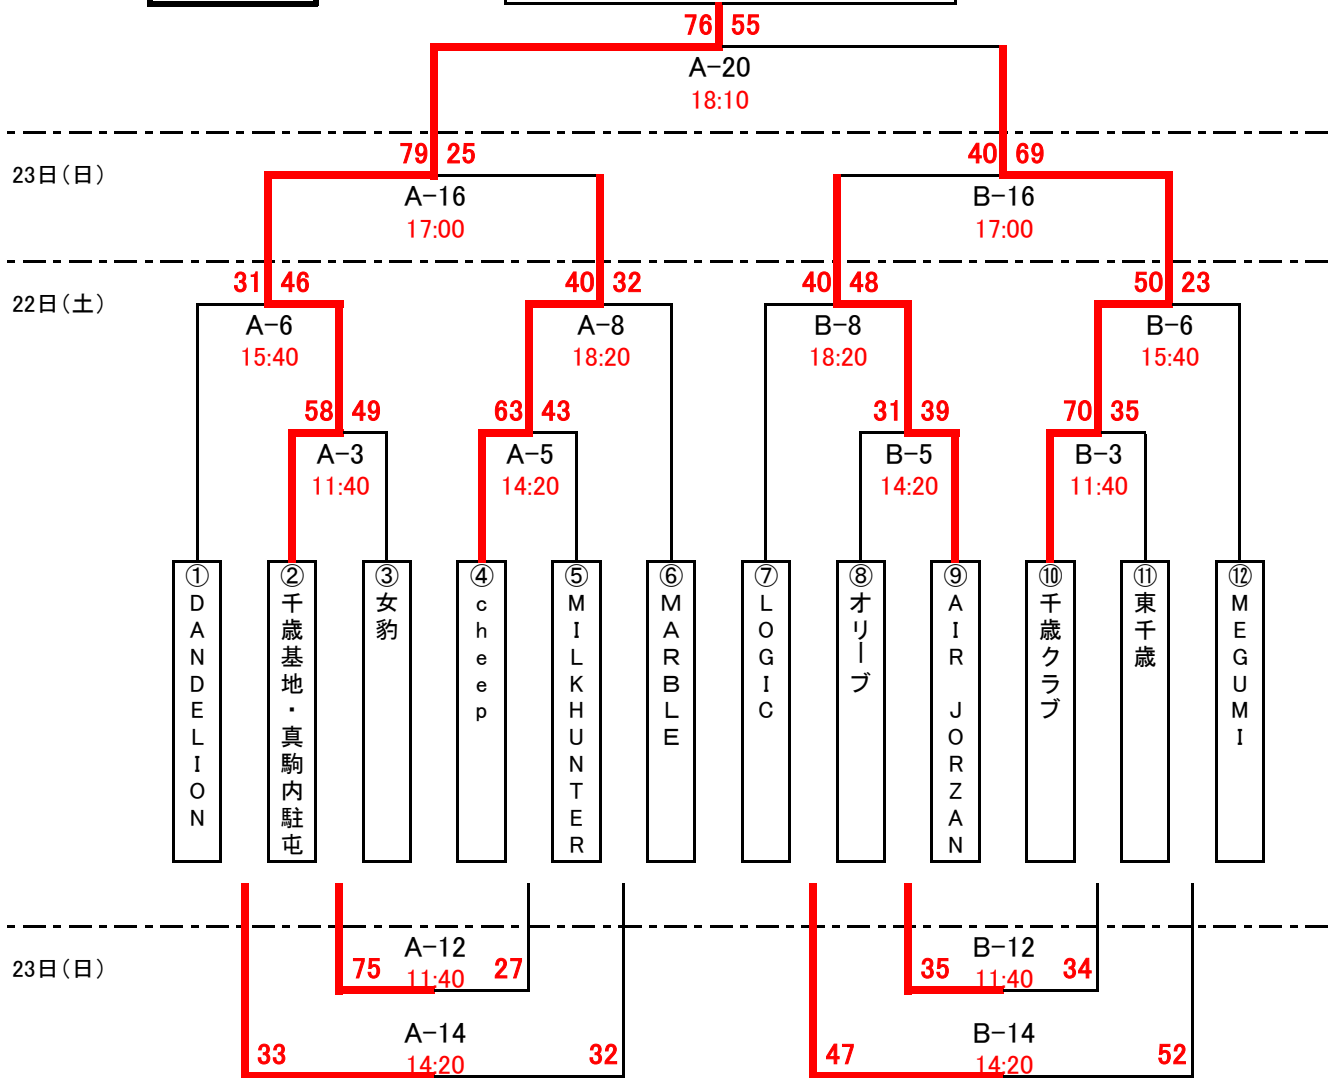 76 55
A-20
18:10
23日(日)
79 25
40 69
A-16
17:00
B-16
17:00
22日(土)
31 46
40 32
40 48
50 23
A-6
15:40
A-8
18:20
B-8
18:20
B-6
15:40
58 49
63 43
31 39
70 35
A-3
11:40
A-5
14:20
B-5
14:20
B-3
11:40
①DANDELION
②千歳基地・真駒内駐屯
③女豹
④cheep
⑤MILKHUNTER
⑥MARBLE
⑦LOGIC
⑧オリーブ
⑨AIR JORZAN
⑩千歳クラブ
⑪東千歳
⑫MEGUMI
23日(日)
A-12
75 11:40 27
B-12
35 11:40 34
A-14
33 14:20 32
B-14
47 14:20 52